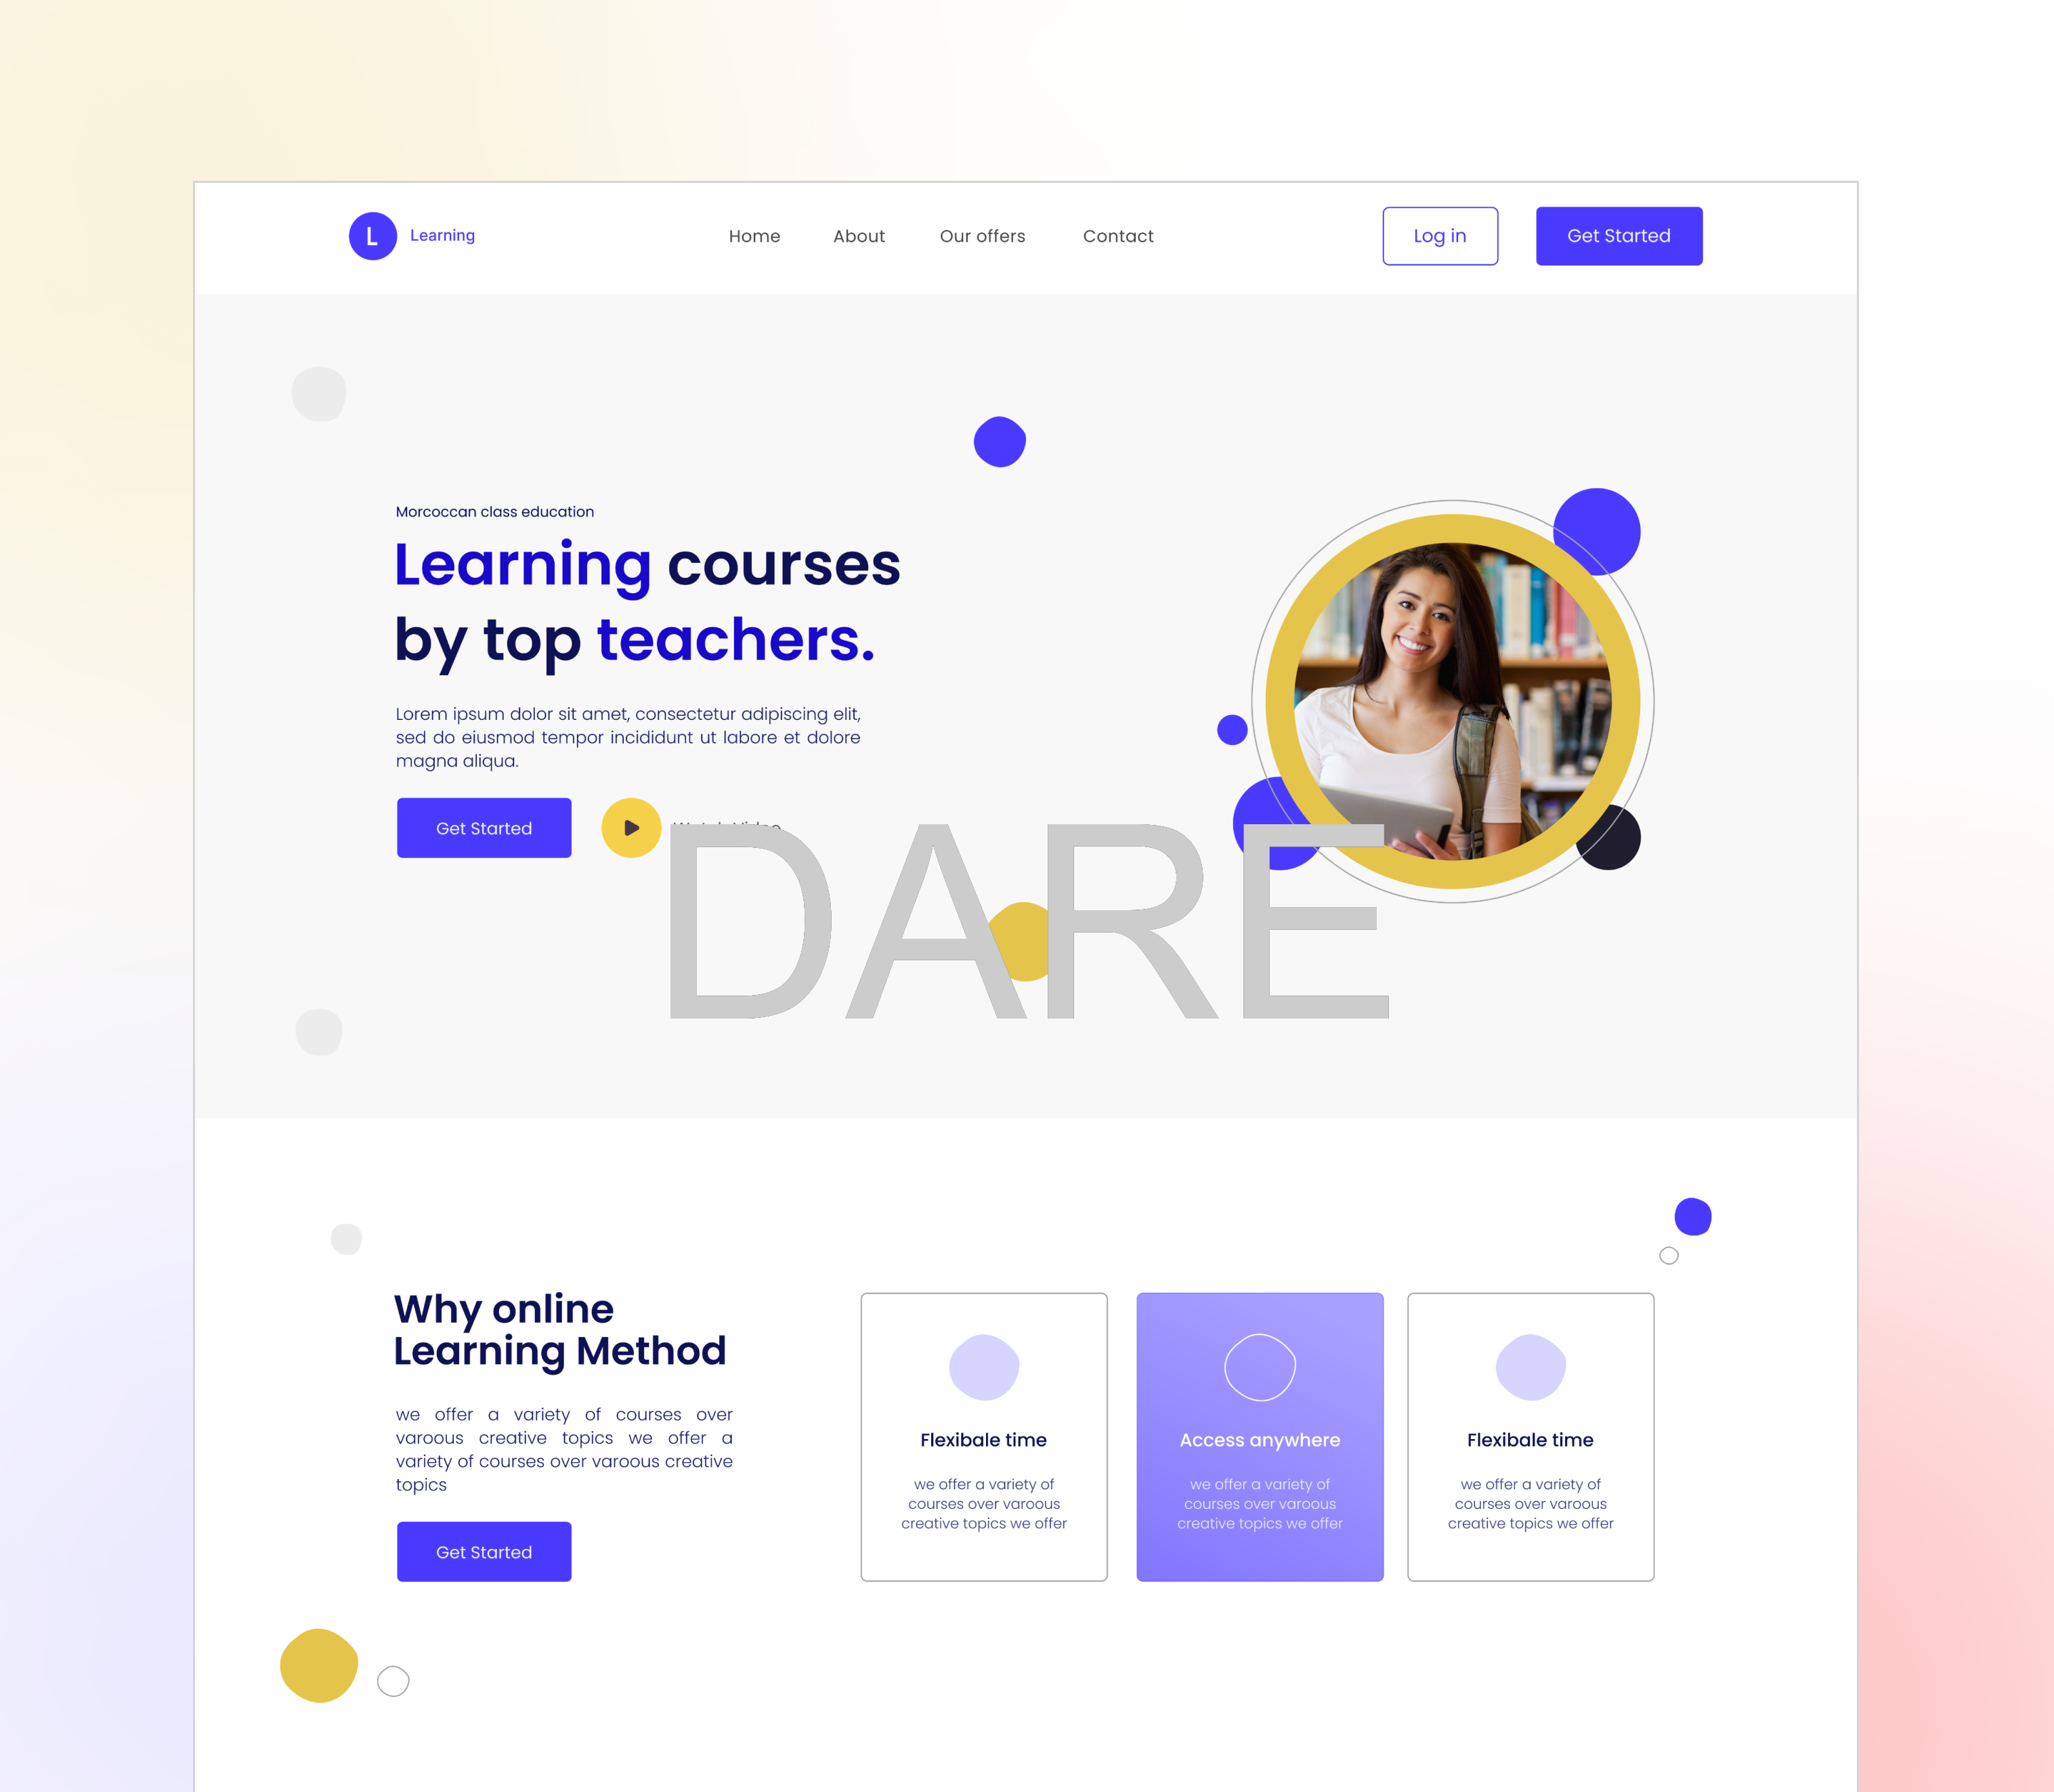 L
Learning
Home
About
Our offers
Contact
Log in
Get Started
Morcoccan class education
Learning courses
by top teachers.
Lorem ipsum dolor sit amet, consectetur adipiscing elit,
sed do eiusmod tempor incididunt ut labore et dolore
magna aliqua.
Get Started
DARE
Why online
Learning Method
we offer a variety of courses over
varoous creative topics we offer a
variety of courses over varoous creative
topics
Get Started
Flexibale time
we offer a variety of
courses over varoous
creative topics we offer
Access anywhere
we offer a variety of
courses over varoous
creative topics we offer
Flexibale time
we offer a variety of
courses over varoous
creative topics we offer